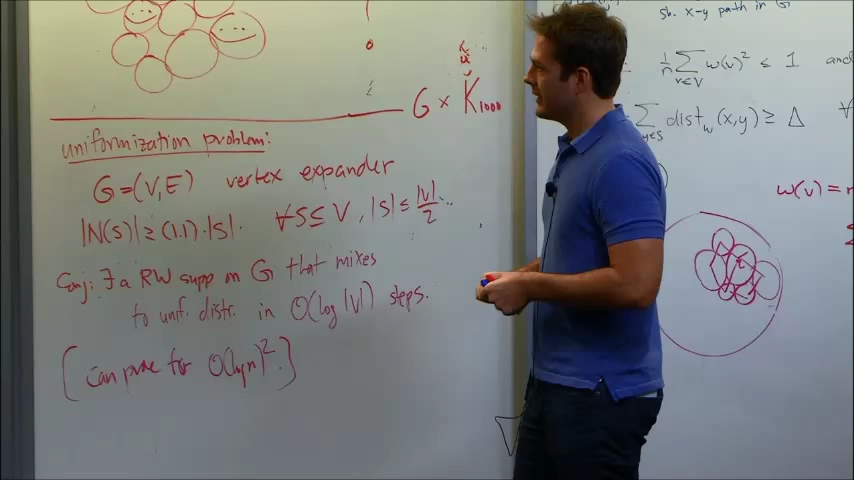 G × K₁₀₀₀
uniformization problem:
G=(V,E) vertex expander
|N(S)| ≥ (1.1)·|S|. ∀S⊆V, |S| ≤ |V|/2
Conj: ∃ a RW supp on G that mixes
to unif. distr. in O(log |V|) steps.
[can prove for O(log n)².]
x-y path in G
1/n ∑_{v∈V} w(v)² ≤ 1 and
∑ dist_w(x,y) ≥ Δ ∀
w(v)=